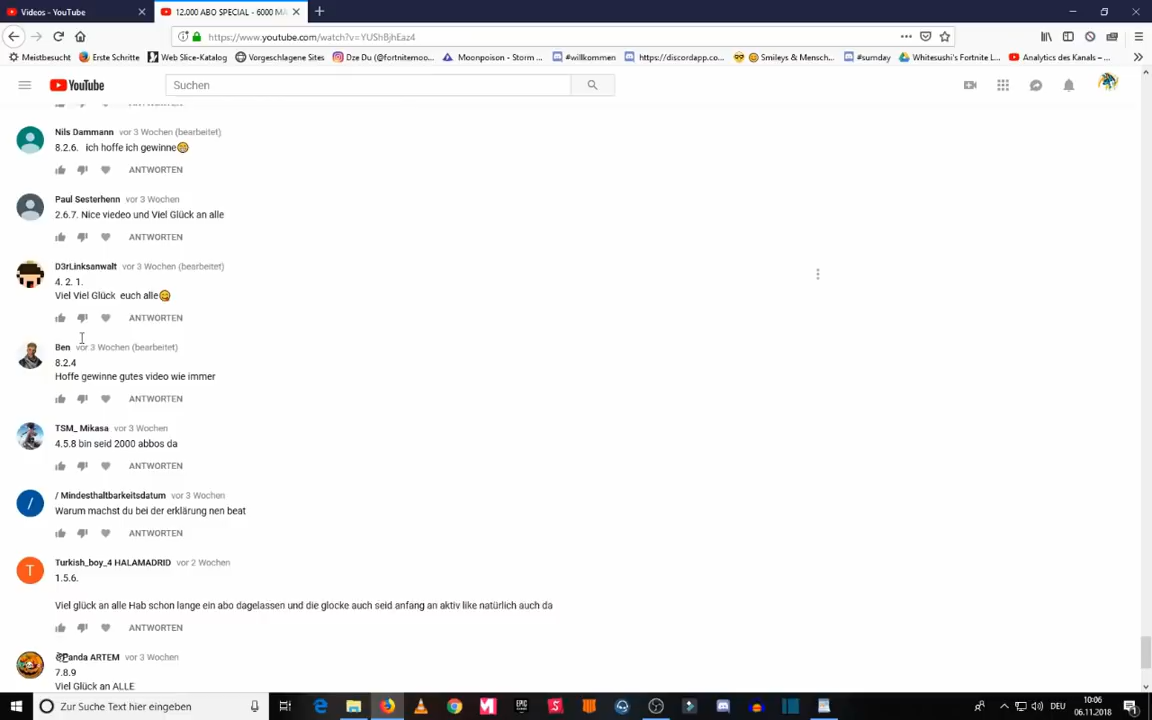 Videos - YouTube
12.000 ABO SPECIAL - 6000 M
https://www.youtube.com/watch?v=YUShBjhEaz4
Meistbesucht
Erste Schritte
Web Slice-Katalog
Vorgeschlagene Sites
Dze Du (@fortnitemoo...
Moonpoison - Storm ...
#willkommen
https://discordapp.co...
Smileys & Mensch...
#sumday
Whitesushi's Fortnite L...
Analytics des Kanals –...
YouTube
Suchen
Nils Dammann vor 3 Wochen (bearbeitet)
8.2.6. ich hoffe ich gewinne😁
ANTWORTEN
Paul Sesterhenn vor 3 Wochen
2.6.7. Nice viedeo und Viel Glück an alle
ANTWORTEN
D3rLinksanwalt vor 3 Wochen (bearbeitet)
4. 2. 1.
Viel Viel Glück euch alle😋
ANTWORTEN
Ben vor 3 Wochen (bearbeitet)
8.2.4
Hoffe gewinne gutes video wie immer
ANTWORTEN
TSM_ Mikasa vor 3 Wochen
4.5.8 bin seid 2000 abbos da
ANTWORTEN
/
/ Mindesthaltbarkeitsdatum vor 3 Wochen
Warum machst du bei der erklärung nen beat
ANTWORTEN
T
Turkish_boy_4 HALAMADRID vor 2 Wochen
1.5.6.
Viel glück an alle Hab schon lange ein abo dagelassen und die glocke auch seid anfang an aktiv like natürlich auch da
ANTWORTEN
Panda ARTEM vor 3 Wochen
7.8.9
Viel Glück an ALLE
Zur Suche Text hier eingeben
EPIC GAMES
DEU
10:06
06.11.2018